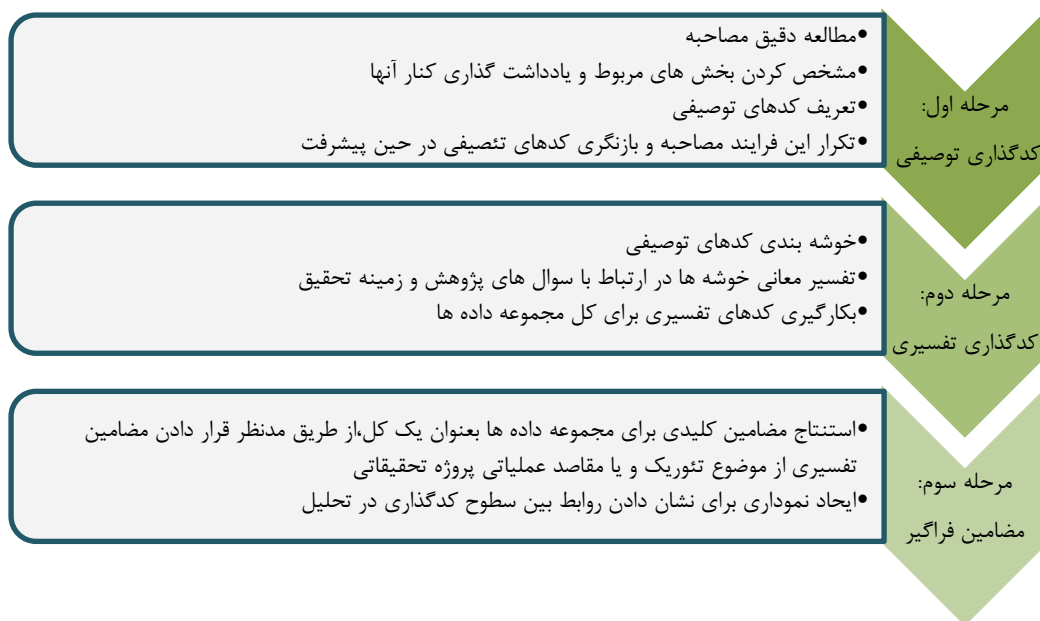 مرحله اول:
کدگذاری توصیفی
•مطالعه دقیق مصاحبه
•مشخص کردن بخش های مربوط و یادداشت گذاری کنار آنها
•تعریف کدهای توصیفی
•تکرار این فرایند مصاحبه و بازنگری کدهای تئصیفی در حین پیشرفت
مرحله دوم:
کدگذاری تفسیری
•خوشه بندی کدهای توصیفی
•تفسیر معانی خوشه ها در ارتباط با سوال های پژوهش و زمینه تحقیق
•بکارگیری کدهای تفسیری برای کل مجموعه داده ها
مرحله سوم:
مضامین فراگیر
•استنتاج مضامین کلیدی برای مجموعه داده ها بعنوان یک کل،از طریق مدنظر قرار دادن مضامین
تفسیری از موضوع تئوریک و یا مقاصد عملیاتی پروژه تحقیقاتی
•ایحاد نموداری برای نشان دادن روابط بین سطوح کدگذاری در تحلیل